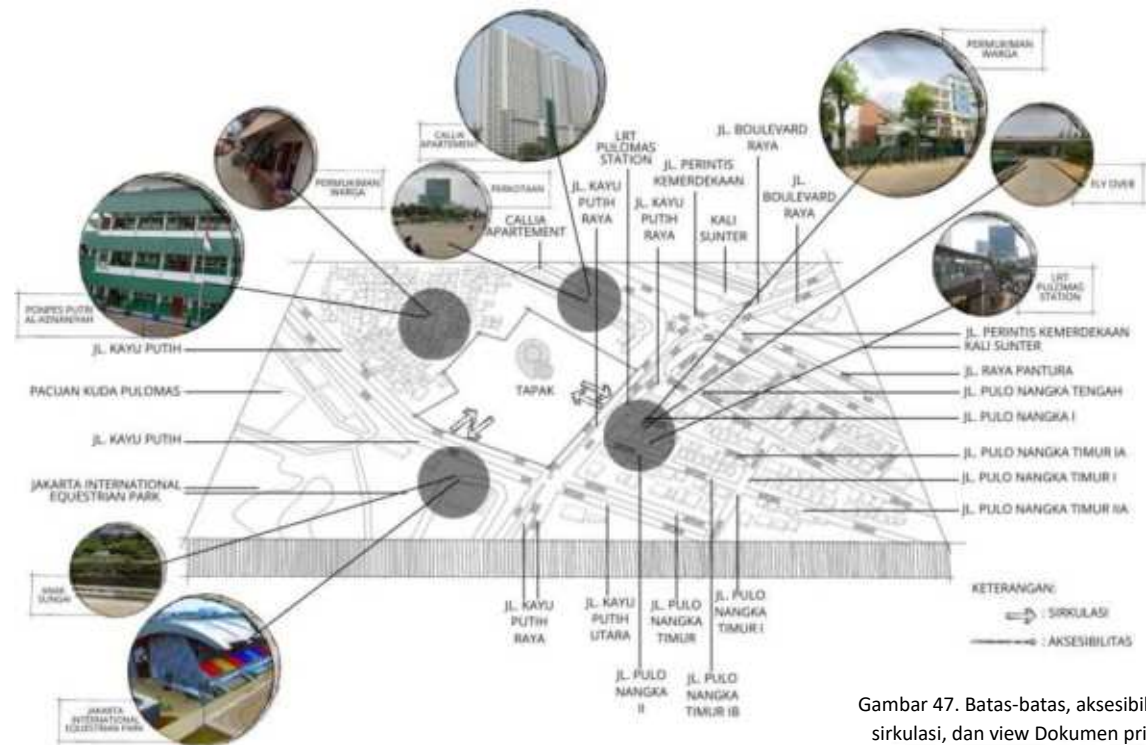 PERMUKIMAN
WARGA
CALLIA
APARTEMENT
LRT
PULOMAS
STATION
JL. BOULEVARD
RAYA
JL. PERINTIS
KEMERDEKAAN
PERMUKIMAN
WARGA
PERKOTAAN
JL. KAYU
PUTIH
RAYA
JL. KAYU
PUTIH
RAYA
JL.
BOULEVARD
RAYA
FLY OVER
CALLIA
APARTEMENT
KALI
SUNTER
LRT
PULOMAS
STATION
PONPES PUTRI
JL. KAYU PUTIH
JL. PERINTIS KEMERDEKAAN
KALI SUNTER
JL. RAYA PANTURA
PACUAN KUDA PULOMAS
TAPAK
JL. PULO NANGKA TENGAH
JL. PULO NANGKA I
JL. KAYU PUTIH
JL. PULO NANGKA TIMUR IA
JAKARTA INTERNATIONAL
EQUESTRIAN PARK
JL. PULO NANGKA TIMUR I
JL. PULO NANGKA TIMUR IIA
ANAK
SUNGAI
KETERANGAN:
: SIRKULASI
: AKSESIBILITAS
JL. KAYU
PUTIH
RAYA
JL. KAYU
PUTIH
UTARA
JL. PULO
NANGKA
TIMUR
JL. PULO
NANGKA
TIMUR I
JL. PULO
NANGKA
II
JL. PULO
NANGKA
TIMUR IB
JAKARTA
INTERNATIONAL
EQUESTRIAN PARK
Gambar 47. Batas-batas, aksesibil
sirkulasi, dan view Dokumen pri